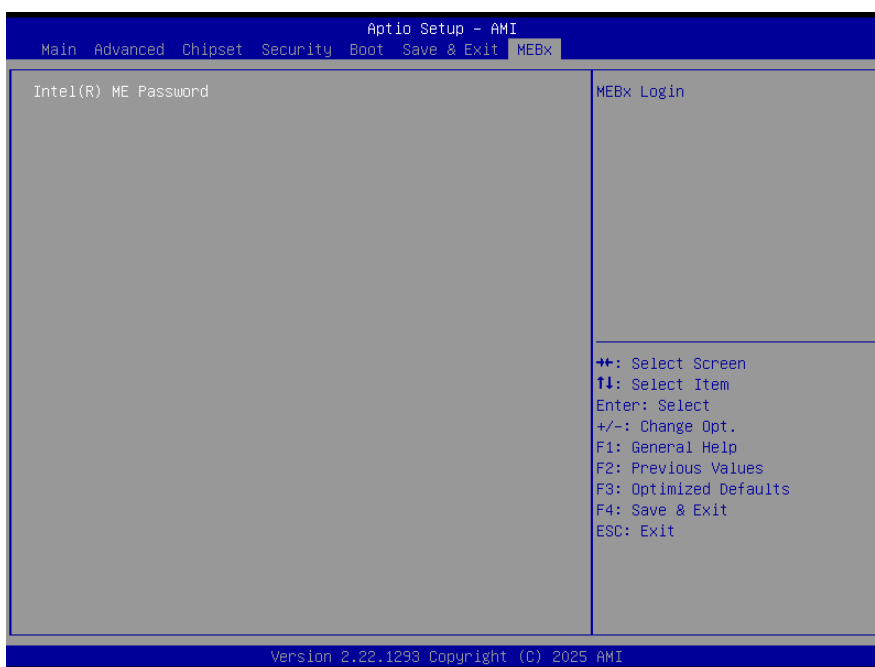 Aptio Setup – AMI
Main Advanced Chipset Security Boot Save & Exit MEBx
Intel(R) ME Password
MEBx Login
→←: Select Screen
↑↓: Select Item
Enter: Select
+/-: Change Opt.
F1: General Help
F2: Previous Values
F3: Optimized Defaults
F4: Save & Exit
ESC: Exit
Version 2.22.1293 Copyright (C) 2025 AMI